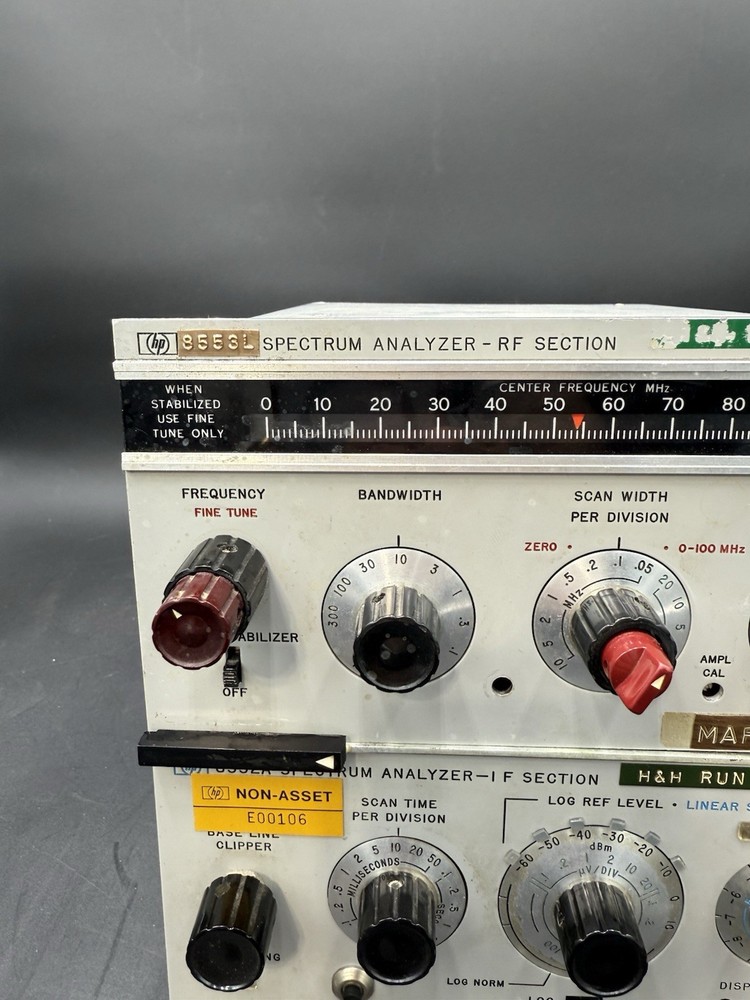 hp 8553L SPECTRUM ANALYZER - RF SECTION
WHEN STABILIZED USE FINE TUNE ONLY
CENTER FREQUENCY MHz
0 10 20 30 40 50 60 70 80
FREQUENCY
FINE TUNE
BANDWIDTH
SCAN WIDTH
PER DIVISION
ZERO
0-100 MHz
300 100 30 10 3 1 .3 .1
10 5 2 1 .5 .2 .1 .05 20 10 5
MHz
ABILIZER
OFF
AMPL
CAL
SPECTRUM ANALYZER - IF SECTION
H&H RUN
hp NON-ASSET
E00106
BASE LINE
CLIPPER
SCAN TIME
PER DIVISION
.1 .2 .5 1 2 5 10 20 50
MILLISECONDS
LOG REF LEVEL • LINEAR
-60 -50 -40 -30 -20 -10 0 10
dBm
μV/DIV
LOG NORM